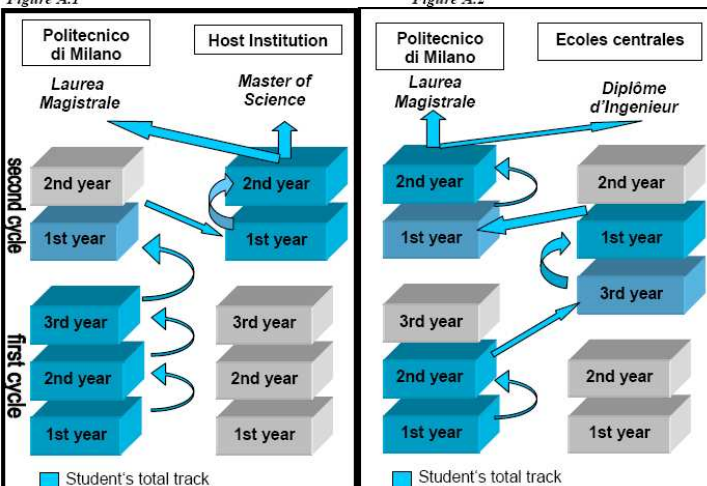 Figure A.1
Politecnico
di Milano
Host Institution
Laurea
Magistrale
Master of
Science
second cycle
2nd year
1st year
2nd year
1st year
first cycle
3rd year
2nd year
1st year
3rd year
2nd year
1st year
Student's total track
Figure A.2
Politecnico
di Milano
Ecoles centrales
Laurea
Magistrale
Diplôme
d'Ingenieur
2nd year
1st year
2nd year
1st year
3rd year
3rd year
2nd year
1st year
2nd year
1st year
Student's total track